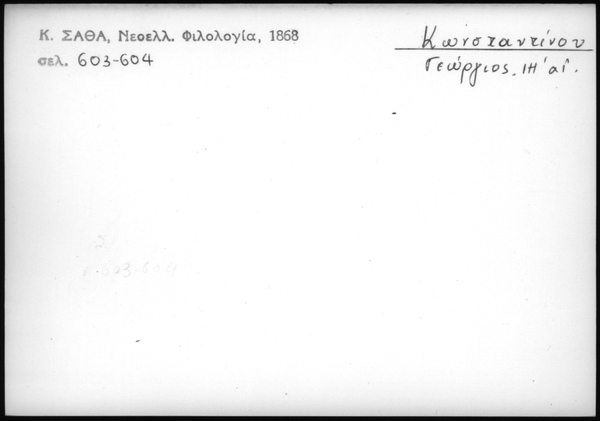 Κ. ΣΑΘΑ, Νεοελλ. Φιλολογία, 1868
σελ. 603-604
Κωνσταντίνου
Γεώργιος. ΙΗ' αἰ.